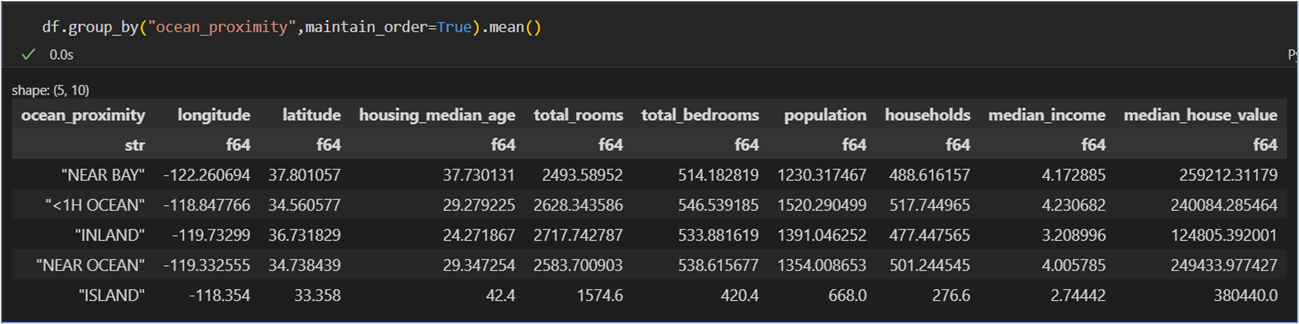 df.group_by("ocean_proximity",maintain_order=True).mean()
0.0s
Py
shape: (5, 10)
ocean_proximity longitude latitude housing_median_age total_rooms total_bedrooms population households median_income median_house_value
str f64 f64 f64 f64 f64 f64 f64 f64 f64
"NEAR BAY" -122.260694 37.801057 37.730131 2493.58952 514.182819 1230.317467 488.616157 4.172885 259212.31179
"<1H OCEAN" -118.847766 34.560577 29.279225 2628.343586 546.539185 1520.290499 517.744965 4.230682 240084.285464
"INLAND" -119.73299 36.731829 24.271867 2717.742787 533.881619 1391.046252 477.447565 3.208996 124805.392001
"NEAR OCEAN" -119.332555 34.738439 29.347254 2583.700903 538.615677 1354.008653 501.244545 4.005785 249433.977427
"ISLAND" -118.354 33.358 42.4 1574.6 420.4 668.0 276.6 2.74442 380440.0